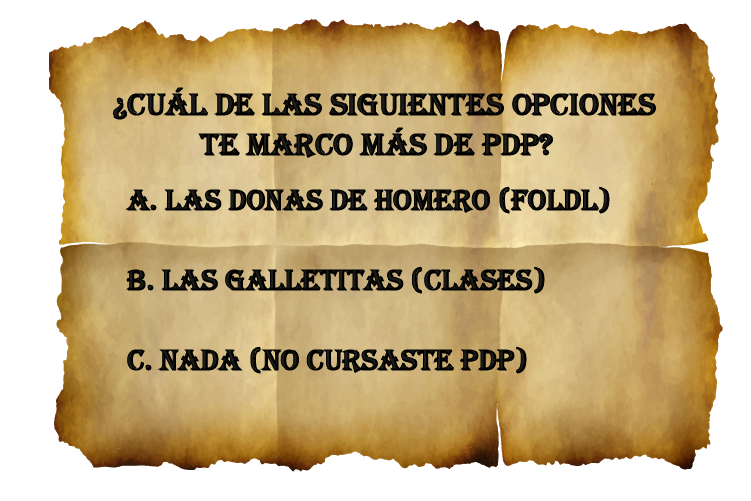 ¿CUÁL DE LAS SIGUIENTES OPCIONES
TE MARCO MÁS DE PDP?
A. LAS DONAS DE HOMERO (FOLDL)
B. LAS GALLETITAS (CLASES)
C. NADA (NO CURSASTE PDP)